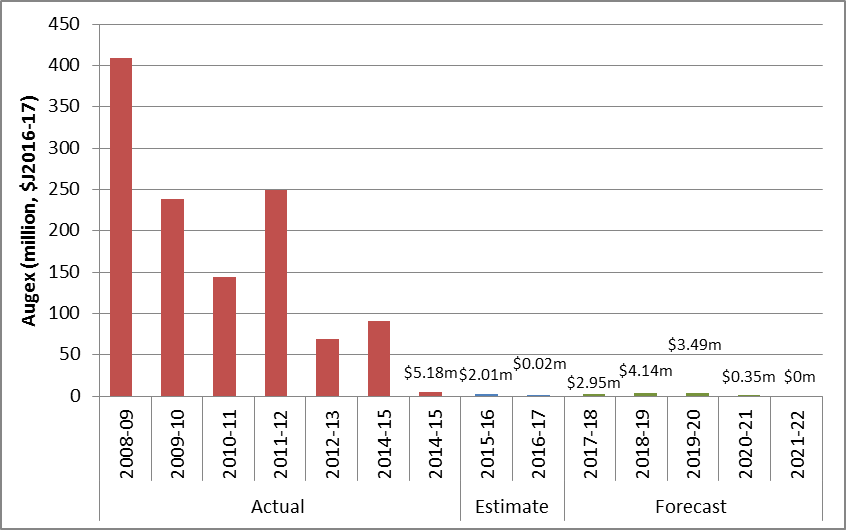 Augex (million, $J2016-17)
450
400
350
300
250
200
150
100
50
0
$5.18m
$2.01m
$0.02m
$2.95m
$4.14m
$3.49m
$0.35m
$0m
2008-09
2009-10
2010-11
2011-12
2012-13
2014-15
2014-15
2015-16
2016-17
2017-18
2018-19
2019-20
2020-21
2021-22
Actual
Estimate
Forecast